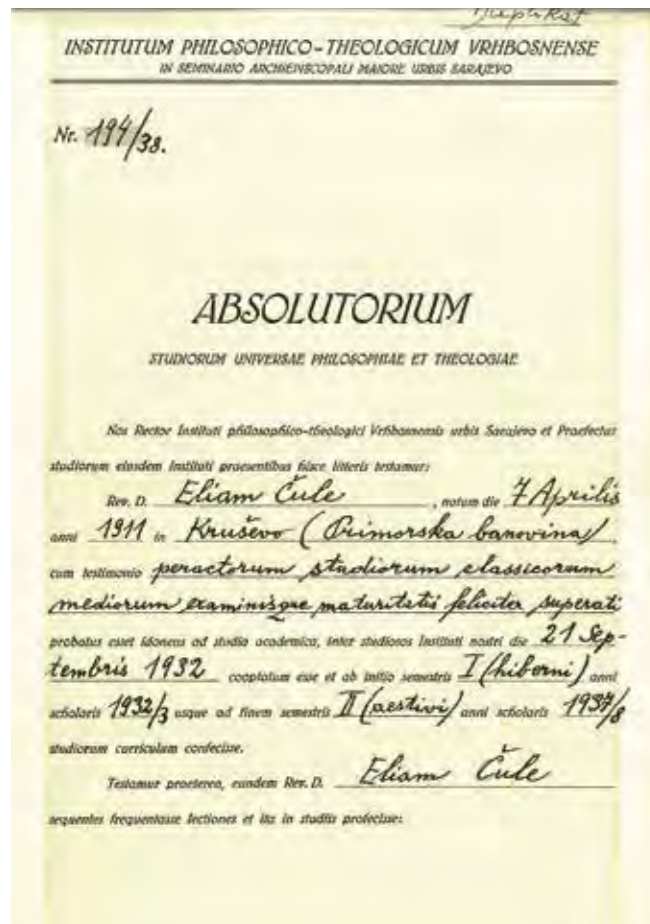 Duplikat
INSTITUTUM PHILOSOPHICO-THEOLOGICUM VRHBOSNENSE
IN SEMINARIO ARCHIEPISCOPALI MAIORE URBIS SARAJEVO
Nr. 194/38.
ABSOLUTORIUM
STUDIORUM UNIVERSAE PHILOSOPHIAE ET THEOLOGIAE
Nos Rector Instituti philosophico-theologici Vrhbosnensis urbis Sarajevo et Praefectus
studiorum eiusdem Instituti praesentibus hisce litteris testamur:
Rev. D. Eliam Čule , natum die 7 Aprilis
anni 1911 in Kruševo (Primorska banovina)
cum testimonio peractorum studiorum classicorum
mediorum examinisque maturitatis feliciter superati
probatus esset idoneus ad studia academica, inter studiosos Instituti nostri die 21 Sep-
tembris 1932 cooptatum esse et ab initio semestris I (hiberni) anni
scholaris 1932/3 usque ad finem semestris II (aestivi) anni scholaris 1937/8
studiorum curriculum confecisse.
Testamur praeterea, eundem Rev. D. Eliam Čule
sequentes frequentasse lectiones et ita in studiis profecisse: